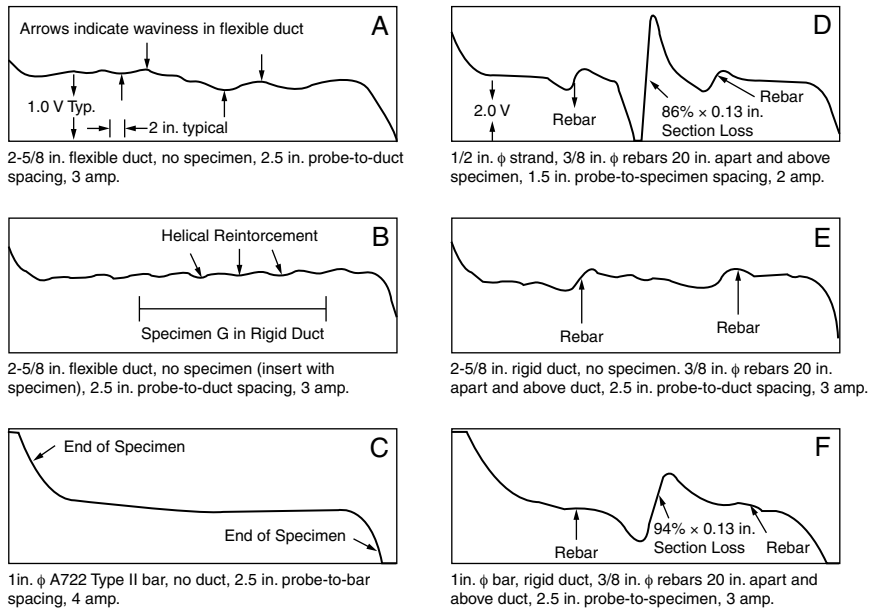 A
Arrows indicate waviness in flexible duct
1.0 V Typ.
2 in. typical
2-5/8 in. flexible duct, no specimen, 2.5 in. probe-to-duct
spacing, 3 amp.
B
Helical Reintorcement
Specimen G in Rigid Duct
2-5/8 in. flexible duct, no specimen (insert with
specimen), 2.5 in. probe-to-duct spacing, 3 amp.
C
End of Specimen
End of Specimen
1in. ϕ A722 Type II bar, no duct, 2.5 in. probe-to-bar
spacing, 4 amp.
D
2.0 V
Rebar
86% × 0.13 in.
Section Loss
Rebar
1/2 in. ϕ strand, 3/8 in. ϕ rebars 20 in. apart and above
specimen, 1.5 in. probe-to-specimen spacing, 2 amp.
E
Rebar
Rebar
2-5/8 in. rigid duct, no specimen. 3/8 in. ϕ rebars 20 in.
apart and above duct, 2.5 in. probe-to-duct spacing, 3 amp.
F
Rebar
94% × 0.13 in.
Section Loss
Rebar
1in. ϕ bar, rigid duct, 3/8 in. ϕ rebars 20 in. apart and
above duct, 2.5 in. probe-to-specimen, 3 amp.